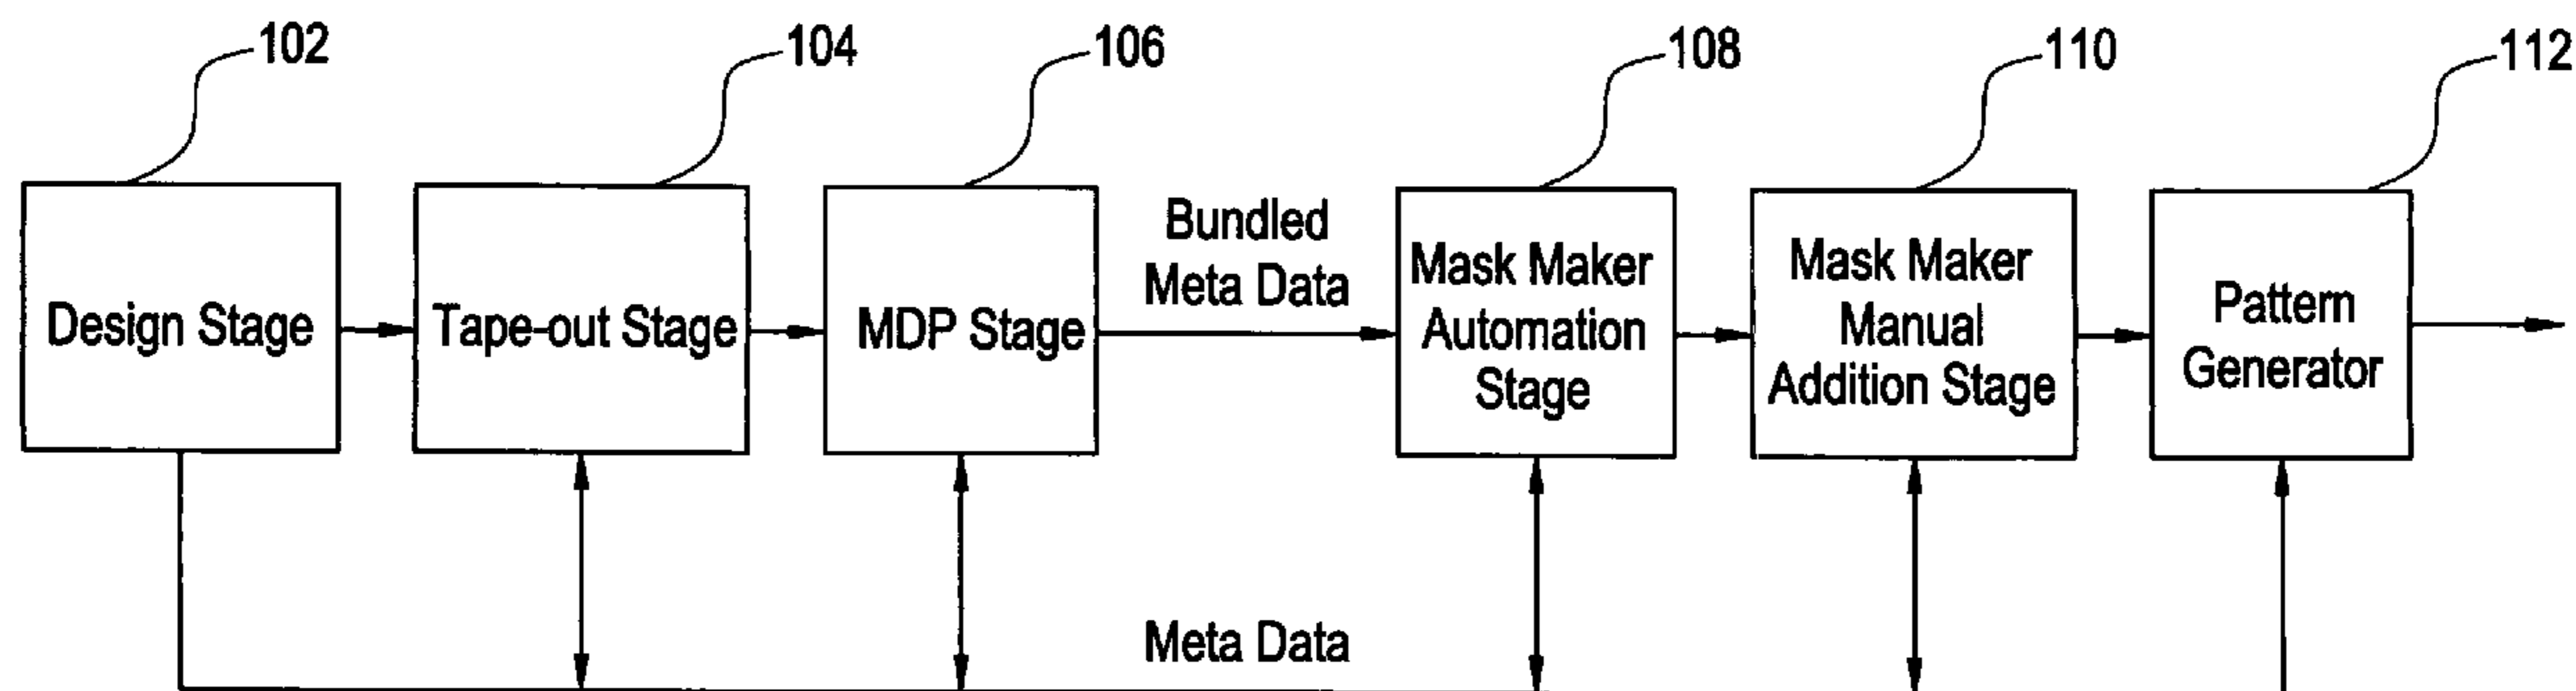 102
104
106
108
110
112
Design Stage
Tape-out Stage
MDP Stage
Bundled
Meta Data
Mask Maker
Automation
Stage
Mask Maker
Manual
Addition Stage
Pattern
Generator
Meta Data